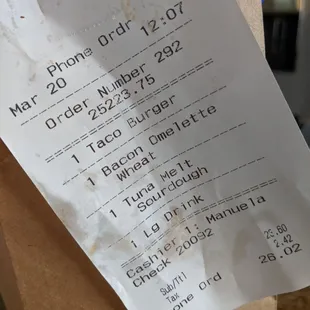 Phone Ordr
Mar 20 12:07
Order Number 292
25223.75
1 Taco Burger
1 Bacon Omelette
Wheat
1 Tuna Melt
Sourdough
1 Lg Drink
Cashier 1: Manuela
Check 20092
Sub/Ttl 23.60
Tax 2.42
one Ord 26.02